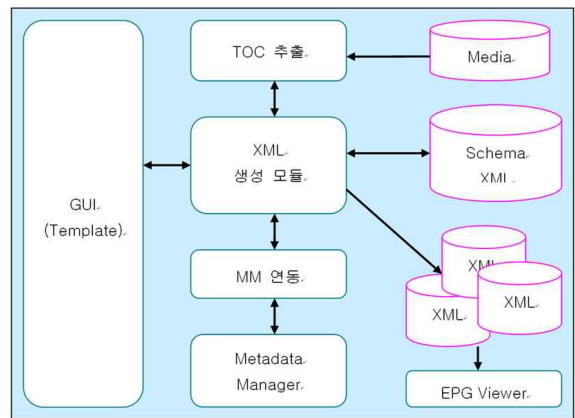 TOC 추출
Media
XML
생성 모듈
Schema
XML
GUI
(Template)
MM 연동
XML
XML
XML
Metadata
Manager
EPG Viewer